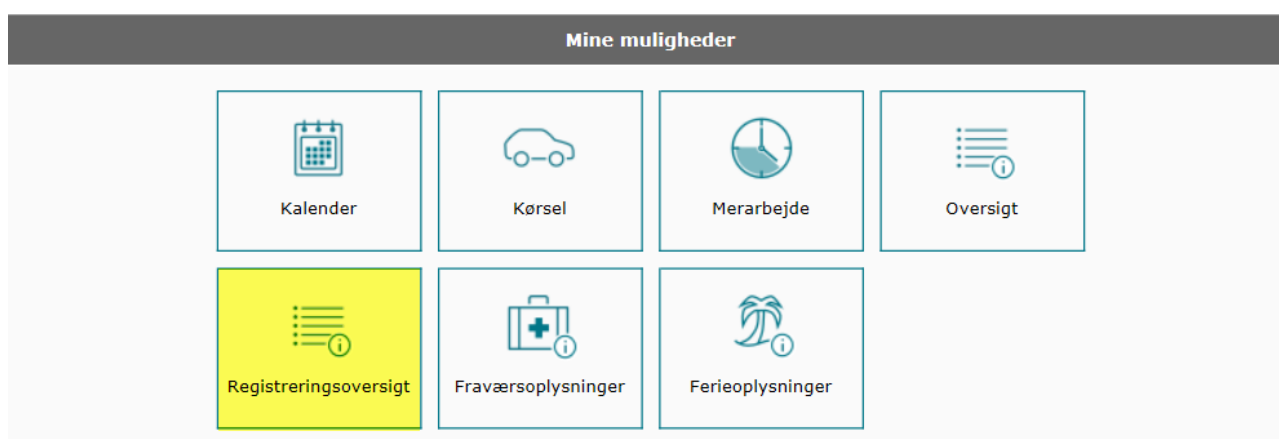 Mine muligheder
Kalender
Kørsel
Merarbejde
Oversigt
Registreringsoversigt
Fraværsoplysninger
Ferieoplysninger